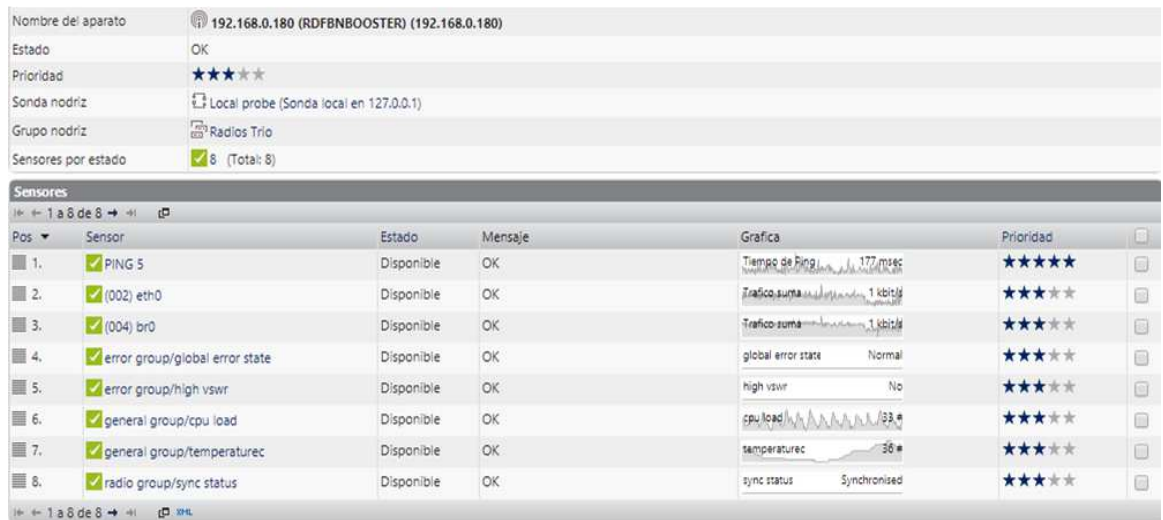 Nombre del aparato 192.168.0.180 (RDFBNBOOSTER) (192.168.0.180)
Estado OK
Prioridad
Sonda nodriz Local probe (Sonda local en 127.0.0.1)
Grupo nodriz Radios Trio
Sensores por estado 8 (Total: 8)
Sensores
1 a 8 de 8
Pos Sensor Estado Mensaje Grafica Prioridad
1. PING 5 Disponible OK Tiempo de Ping 177 msec
2. (002) eth0 Disponible OK Trafico suma 1 kbit/s
3. (004) br0 Disponible OK Trafico suma 1 kbit/s
4. error group/global error state Disponible OK global error state Normal
5. error group/high vswr Disponible OK high vswr No
6. general group/cpu load Disponible OK cpu load 33 #
7. general group/temperaturec Disponible OK temperaturec 36 #
8. radio group/sync status Disponible OK sync status Synchronised
1 a 8 de 8 XML